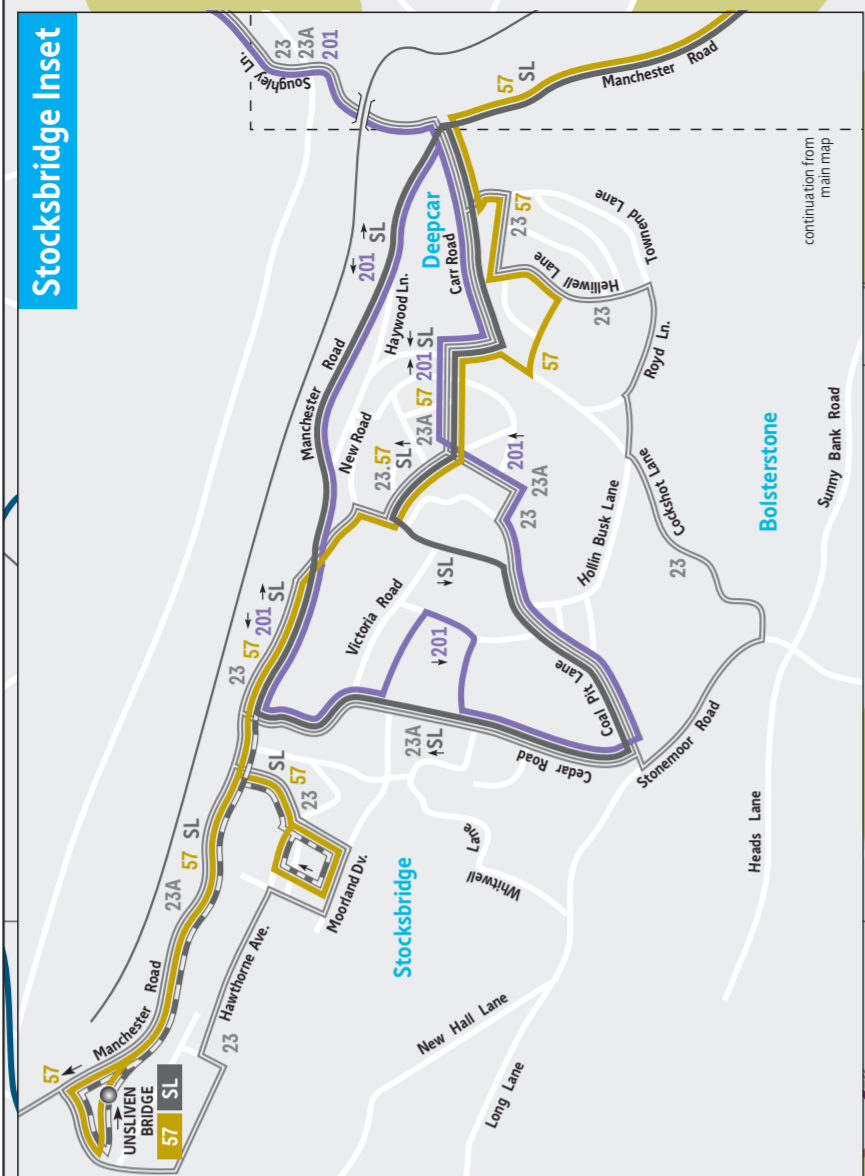 Stocksbridge Inset
23
23A
201
Soughley Ln.
57
SL
Manchester Road
continuation from
main map
201 SL
Deepcar
Carr Road
Haywood Ln.
23 57
Townend Lane
Helliwell Lane
23
57
Royd Ln.
Manchester Road
New Road
23A 57 201 SL
23.57
SL
201
23 23A
Hollin Busk Lane
Cockshot Lane
23
Bolsterstone
Sunny Bank Road
23 57 201 SL
Victoria Road
SL
201
Coal Pit Lane
23A
SL
Cedar Road
Stonemoor Road
Heads Lane
SL
57
23
23A 57 SL
Moorland Dv.
Whitwell Lane
Stocksbridge
Hawthorne Ave.
23
New Hall Lane
Long Lane
Manchester Road
57
UNSLIVEN
BRIDGE
57 SL